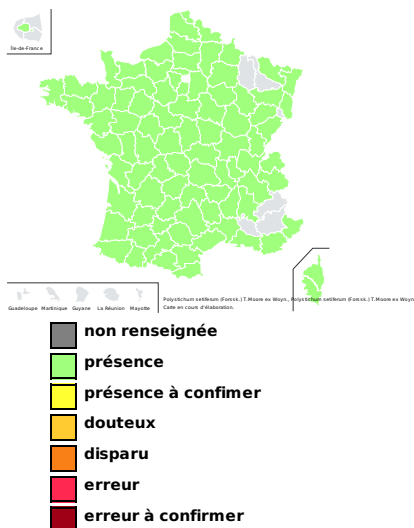 Île-de-France
Guadeloupe Martinique Guyane La Réunion Mayotte
Polystichum setiferum (Forssk.) T.Moore ex Woyn., Polystichum setiferum (Forssk.) T.Moore ex Woyn
Carte en cours d'élaboration.
non renseignée
présence
présence à confimer
douteux
disparu
erreur
erreur à confirmer